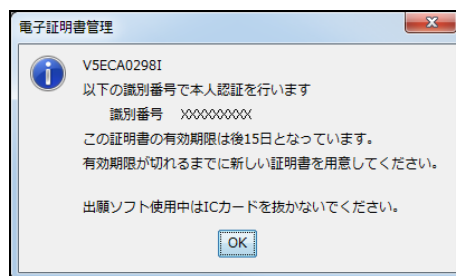 電子証明書管理
V5ECA0298I
以下の識別番号で本人認証を行います
識別番号 XXXXXXXXX
この証明書の有効期限は後15日となっています。
有効期限が切れるまでに新しい証明書を用意してください。
出願ソフト使用中はICカードを抜かないでください。
OK